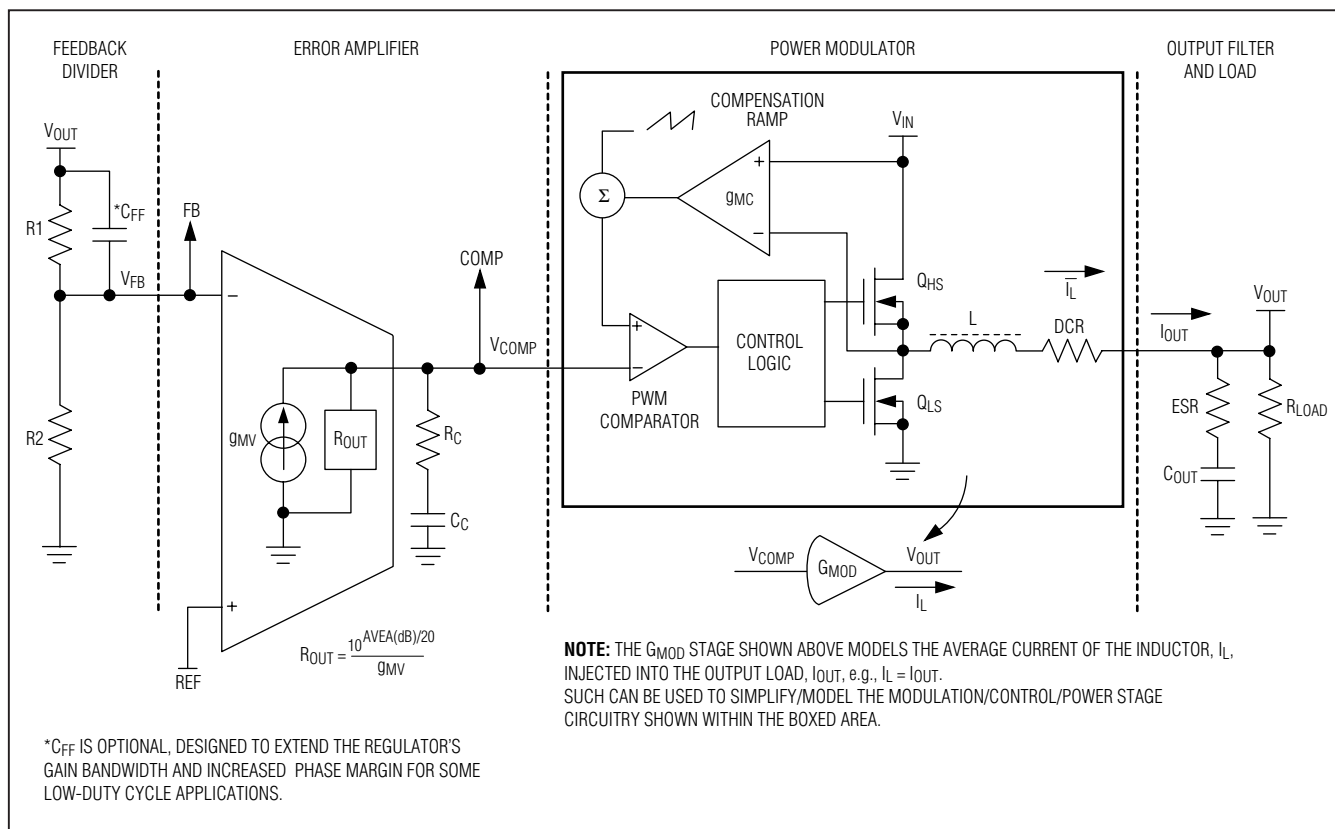 FEEDBACK
DIVIDER
ERROR AMPLIFIER
POWER MODULATOR
OUTPUT FILTER
AND LOAD
COMPENSATION
RAMP
VIN
VOUT
*CFF
R1
FB
VFB
R2
−
+
REF
gMV
ROUT
ROUT = 10^AVEA(dB)/20 / gMV
COMP
VCOMP
RC
CC
Σ
gMC
+
−
+
−
PWM
COMPARATOR
CONTROL
LOGIC
QHS
QLS
IL
L
DCR
IOUT
VOUT
ESR
COUT
RLOAD
VCOMP
GMOD
VOUT
IL
NOTE: THE GMOD STAGE SHOWN ABOVE MODELS THE AVERAGE CURRENT OF THE INDUCTOR, IL,
INJECTED INTO THE OUTPUT LOAD, IOUT, e.g., IL = IOUT.
SUCH CAN BE USED TO SIMPLIFY/MODEL THE MODULATION/CONTROL/POWER STAGE
CIRCUITRY SHOWN WITHIN THE BOXED AREA.
*CFF IS OPTIONAL, DESIGNED TO EXTEND THE REGULATOR'S
GAIN BANDWIDTH AND INCREASED PHASE MARGIN FOR SOME
LOW-DUTY CYCLE APPLICATIONS.